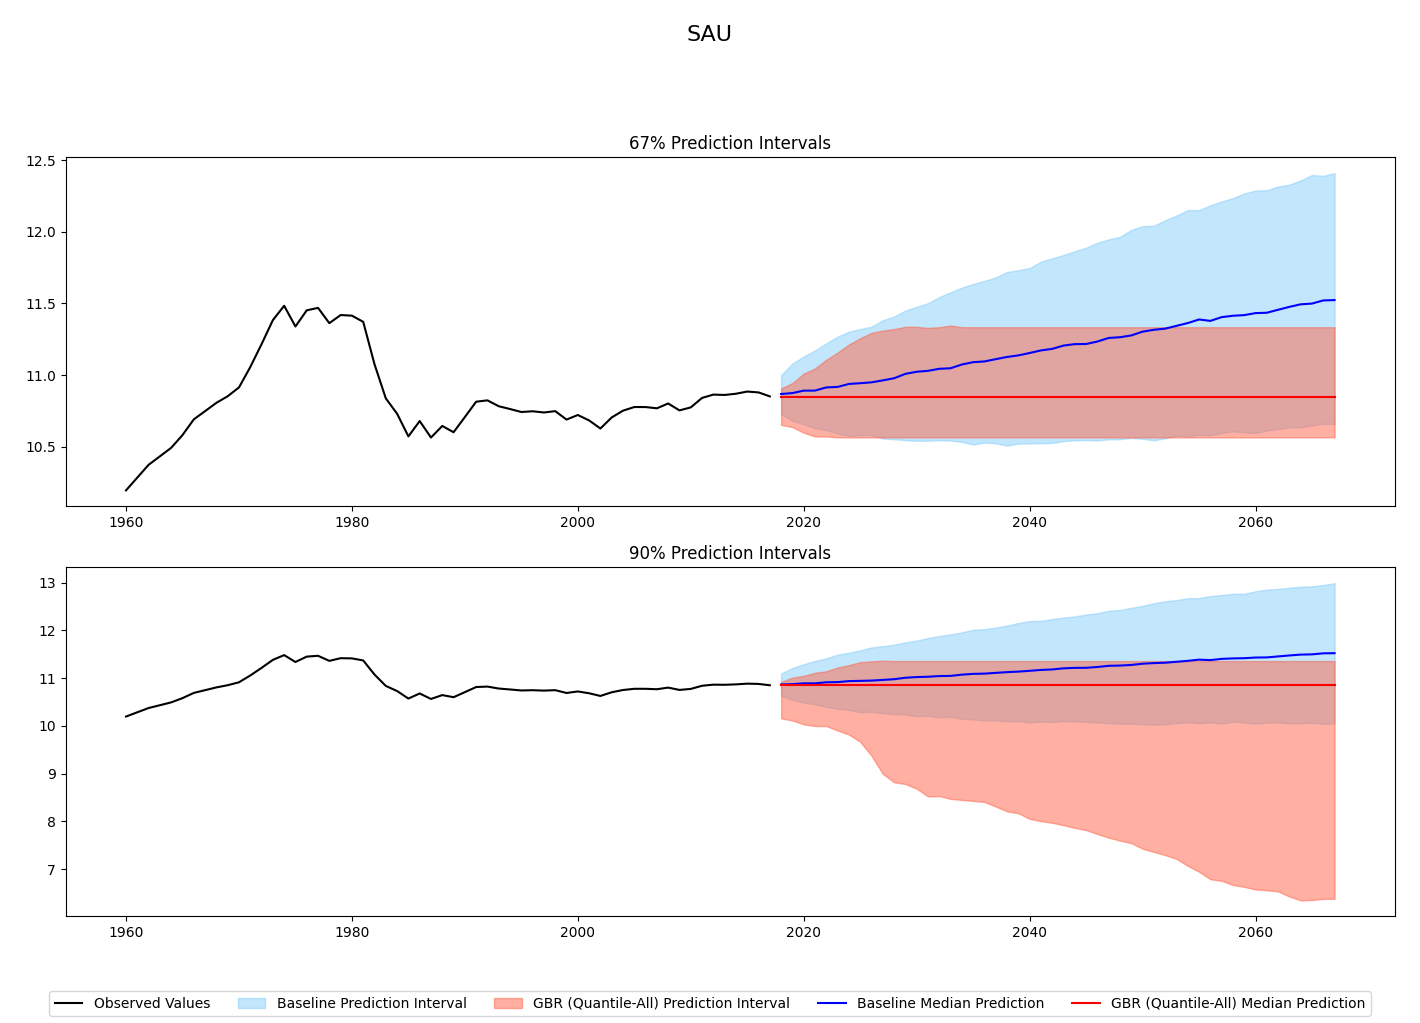 SAU
67% Prediction Intervals
12.5
12.0
11.5
11.0
10.5
1960 1980 2000 2020 2040 2060
90% Prediction Intervals
13
12
11
10
9
8
7
1960 1980 2000 2020 2040 2060
Observed Values Baseline Prediction Interval GBR (Quantile-All) Prediction Interval Baseline Median Prediction GBR (Quantile-All) Median Prediction